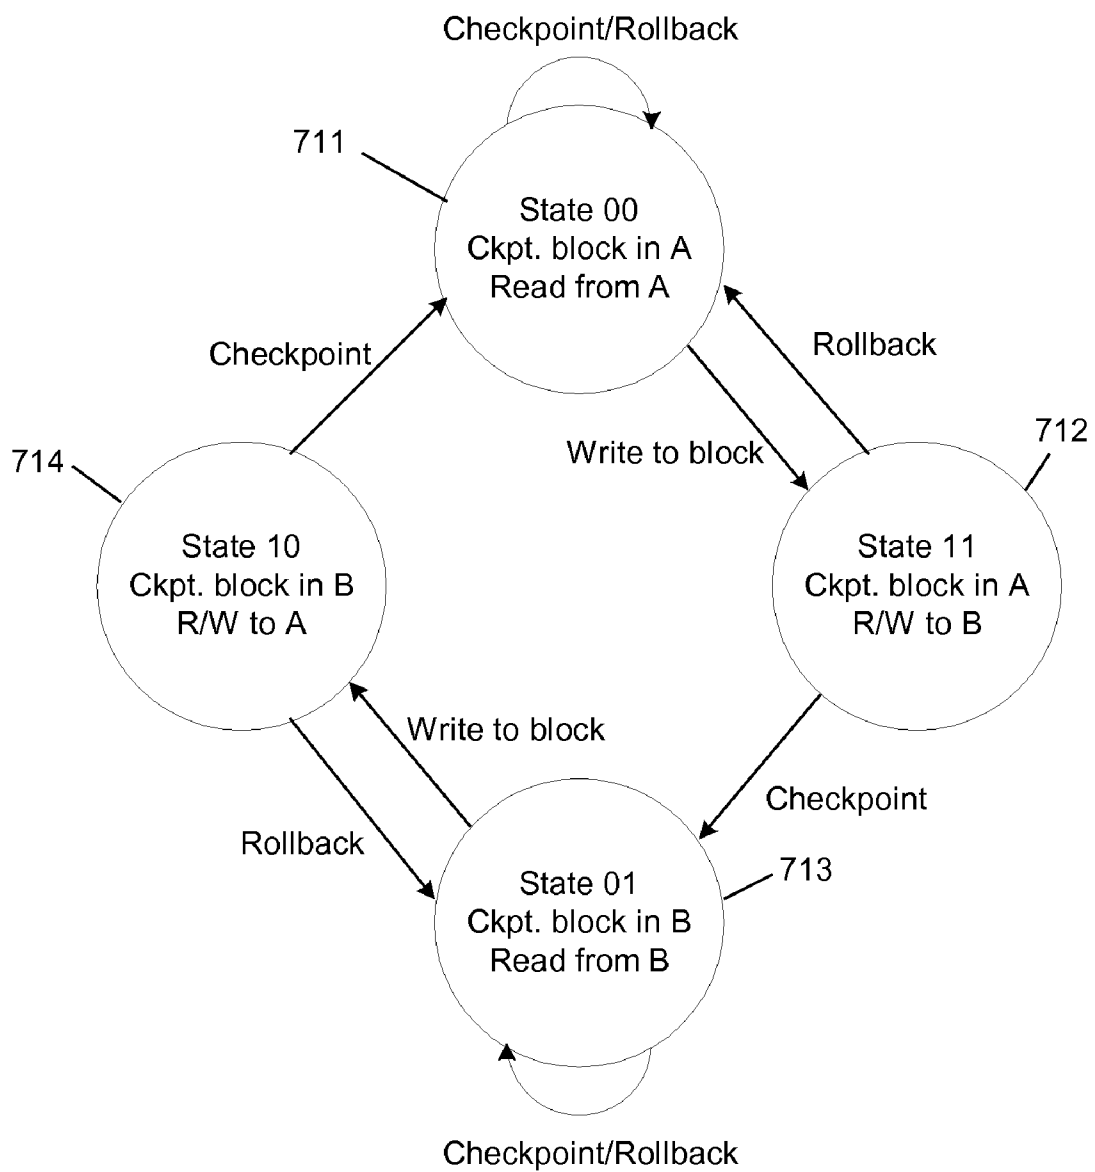 Checkpoint/Rollback
711
State 00
Ckpt. block in A
Read from A
Checkpoint
Rollback
Write to block
712
714
State 10
Ckpt. block in B
R/W to A
State 11
Ckpt. block in A
R/W to B
Write to block
Rollback
Checkpoint
713
State 01
Ckpt. block in B
Read from B
Checkpoint/Rollback